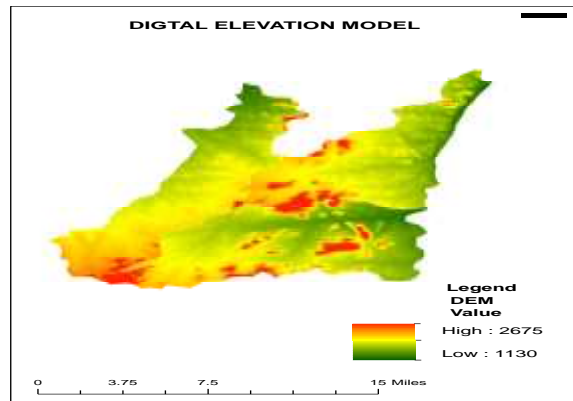 DIGTAL ELEVATION MODEL
Legend
DEM
Value
High : 2675
Low : 1130
0 3.75 7.5 15 Miles